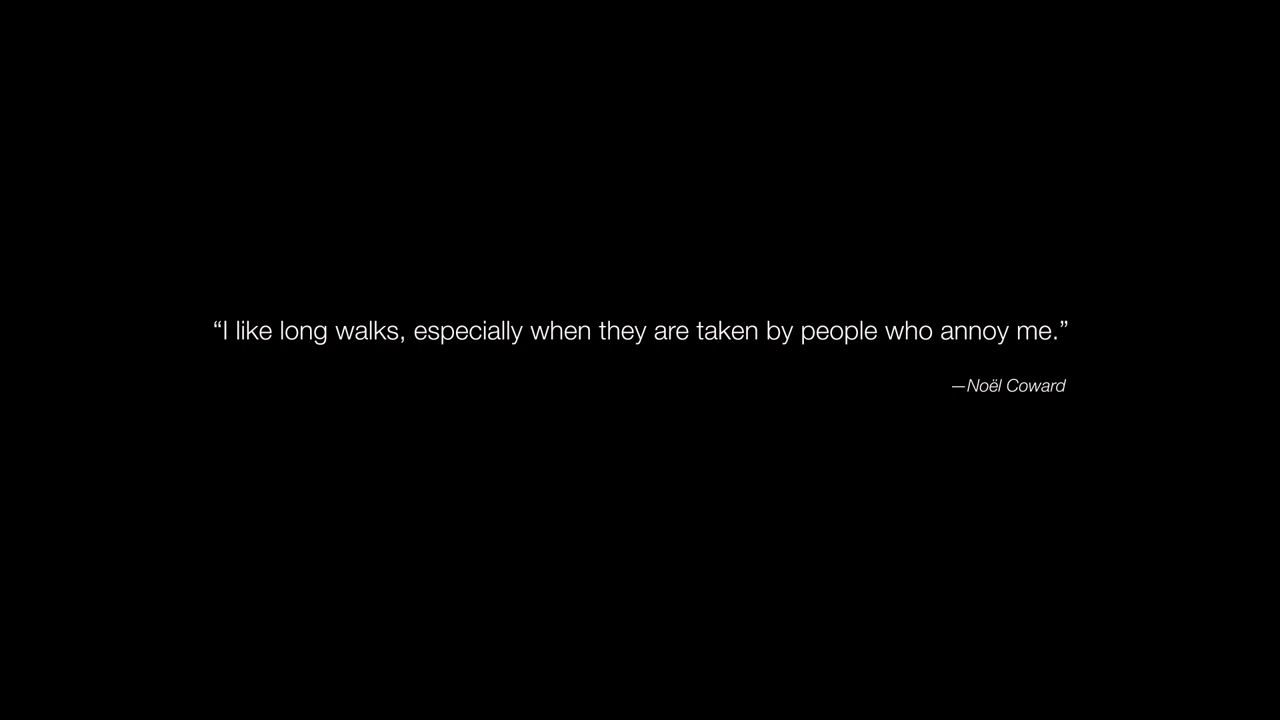 “I like long walks, especially when they are taken by people who annoy me.”
—Noël Coward